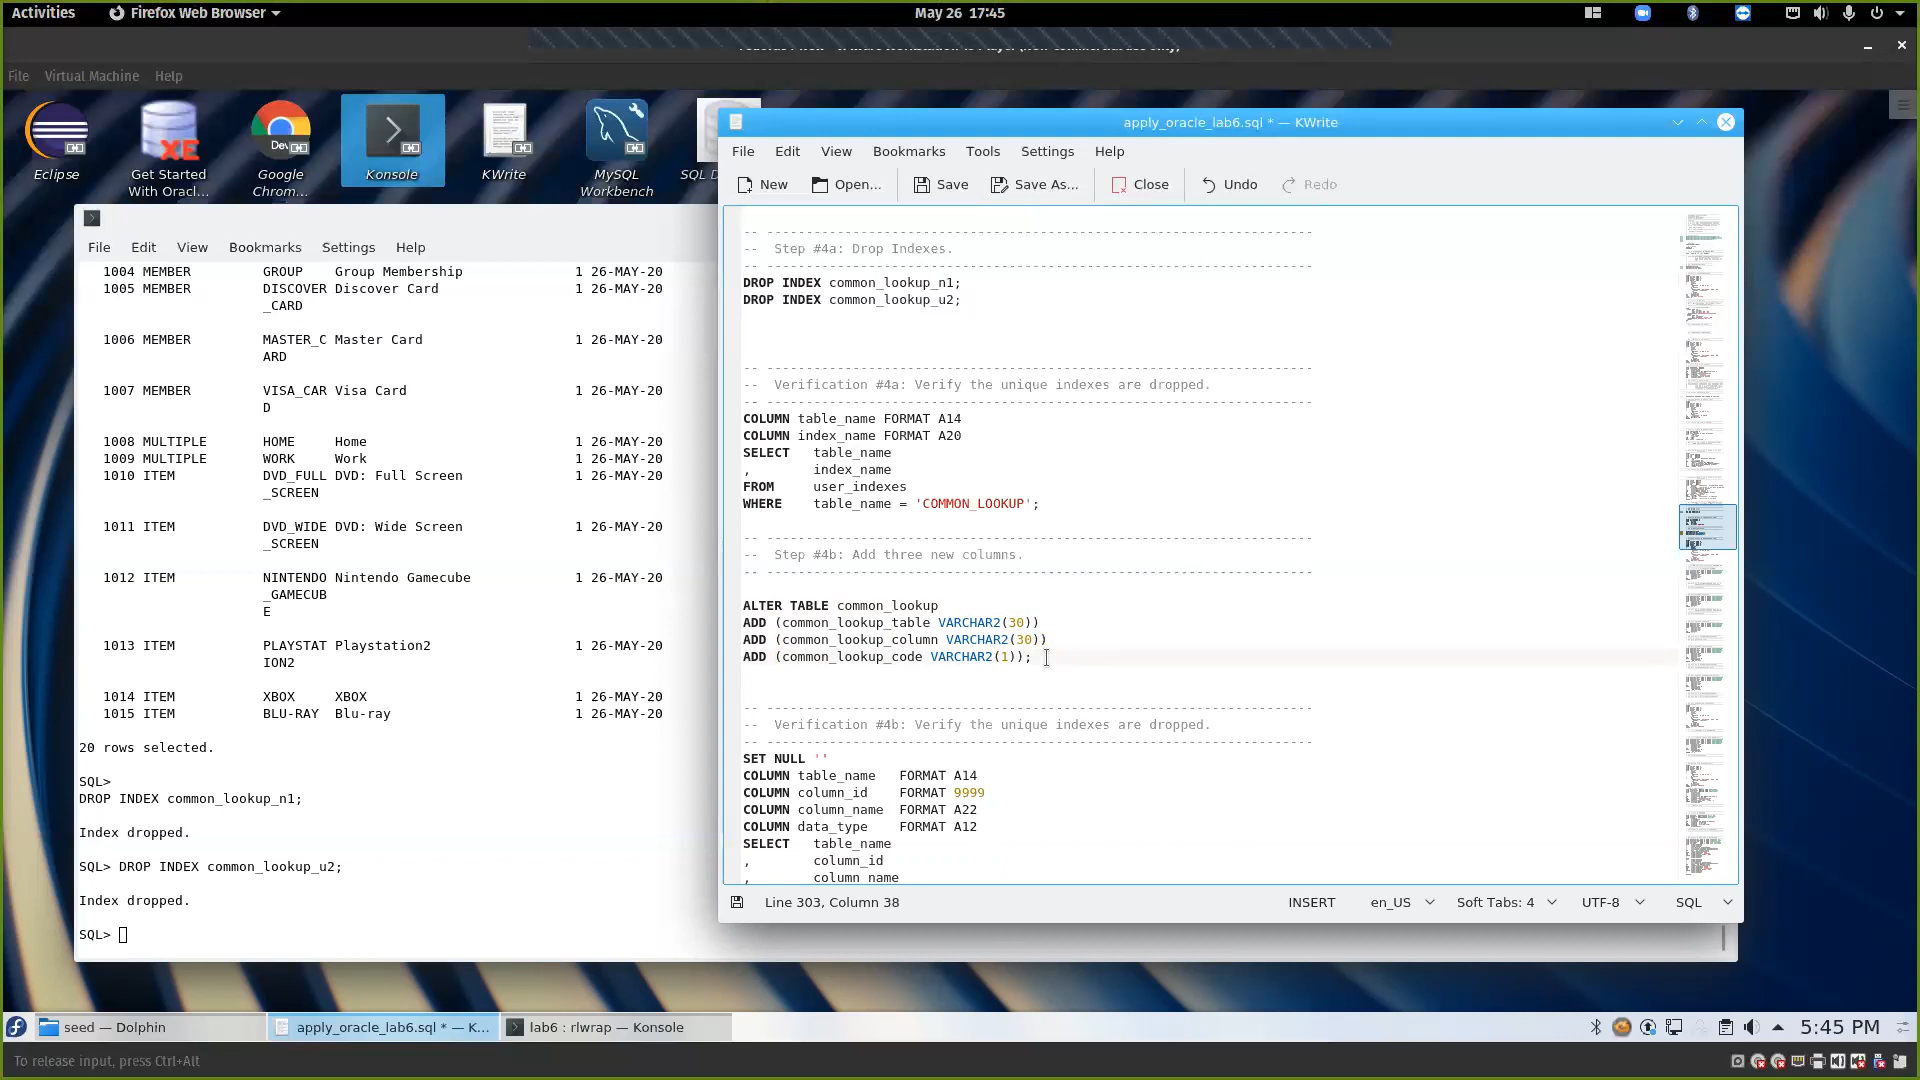 Activities
Firefox Web Browser
May 26 17:45
File Virtual Machine Help
Eclipse
Get Started
With Oracl...
Google
Chrom...
Konsole
KWrite
MySQL
Workbench
SQL D
File Edit View Bookmarks Settings Help
1004 MEMBER GROUP Group Membership 1 26-MAY-20
1005 MEMBER DISCOVER Discover Card 1 26-MAY-20
_CARD
1006 MEMBER MASTER_C Master Card 1 26-MAY-20
ARD
1007 MEMBER VISA_CAR Visa Card 1 26-MAY-20
D
1008 MULTIPLE HOME Home 1 26-MAY-20
1009 MULTIPLE WORK Work 1 26-MAY-20
1010 ITEM DVD_FULL DVD: Full Screen 1 26-MAY-20
_SCREEN
1011 ITEM DVD_WIDE DVD: Wide Screen 1 26-MAY-20
_SCREEN
1012 ITEM NINTENDO Nintendo Gamecube 1 26-MAY-20
_GAMECUB
E
1013 ITEM PLAYSTAT Playstation2 1 26-MAY-20
ION2
1014 ITEM XBOX XBOX 1 26-MAY-20
1015 ITEM BLU-RAY Blu-ray 1 26-MAY-20
20 rows selected.
SQL>
DROP INDEX common_lookup_n1;
Index dropped.
SQL> DROP INDEX common_lookup_u2;
Index dropped.
SQL>
apply_oracle_lab6.sql * — KWrite
File Edit View Bookmarks Tools Settings Help
New Open... Save Save As... Close Undo Redo
-- ----------------------------------------------------------------------
-- Step #4a: Drop Indexes.
-- ----------------------------------------------------------------------
DROP INDEX common_lookup_n1;
DROP INDEX common_lookup_u2;
-- ----------------------------------------------------------------------
-- Verification #4a: Verify the unique indexes are dropped.
-- ----------------------------------------------------------------------
COLUMN table_name FORMAT A14
COLUMN index_name FORMAT A20
SELECT table_name
, index_name
FROM user_indexes
WHERE table_name = 'COMMON_LOOKUP';
-- ----------------------------------------------------------------------
-- Step #4b: Add three new columns.
-- ----------------------------------------------------------------------
ALTER TABLE common_lookup
ADD (common_lookup_table VARCHAR2(30))
ADD (common_lookup_column VARCHAR2(30))
ADD (common_lookup_code VARCHAR2(1));
-- ----------------------------------------------------------------------
-- Verification #4b: Verify the unique indexes are dropped.
-- ----------------------------------------------------------------------
SET NULL ''
COLUMN table_name FORMAT A14
COLUMN column_id FORMAT 9999
COLUMN column_name FORMAT A22
COLUMN data_type FORMAT A12
SELECT table_name
, column_id
, column_name
Line 303, Column 38
INSERT en_US Soft Tabs: 4 UTF-8 SQL
seed — Dolphin
apply_oracle_lab6.sql * — K...
lab6 : rlwrap — Konsole
5:45 PM
To release input, press Ctrl+Alt